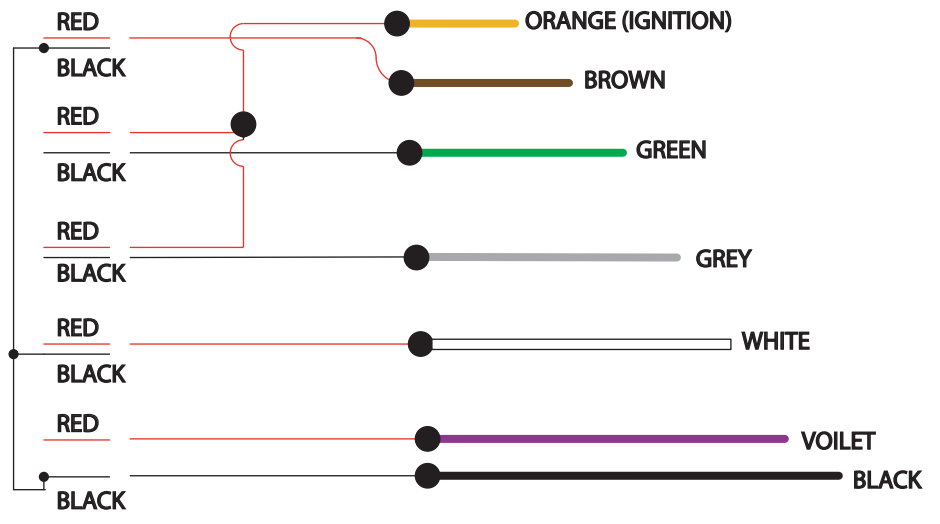 RED
ORANGE (IGNITION)
BLACK
BROWN
RED
GREEN
BLACK
RED
GREY
BLACK
RED
WHITE
BLACK
RED
VOILET
BLACK
BLACK